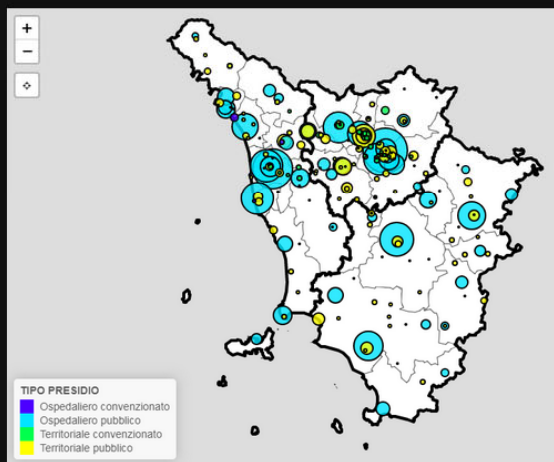 +
−
TIPO PRESIDIO
Ospedaliero convenzionato
Ospedaliero pubblico
Territoriale convenzionato
Territoriale pubblico